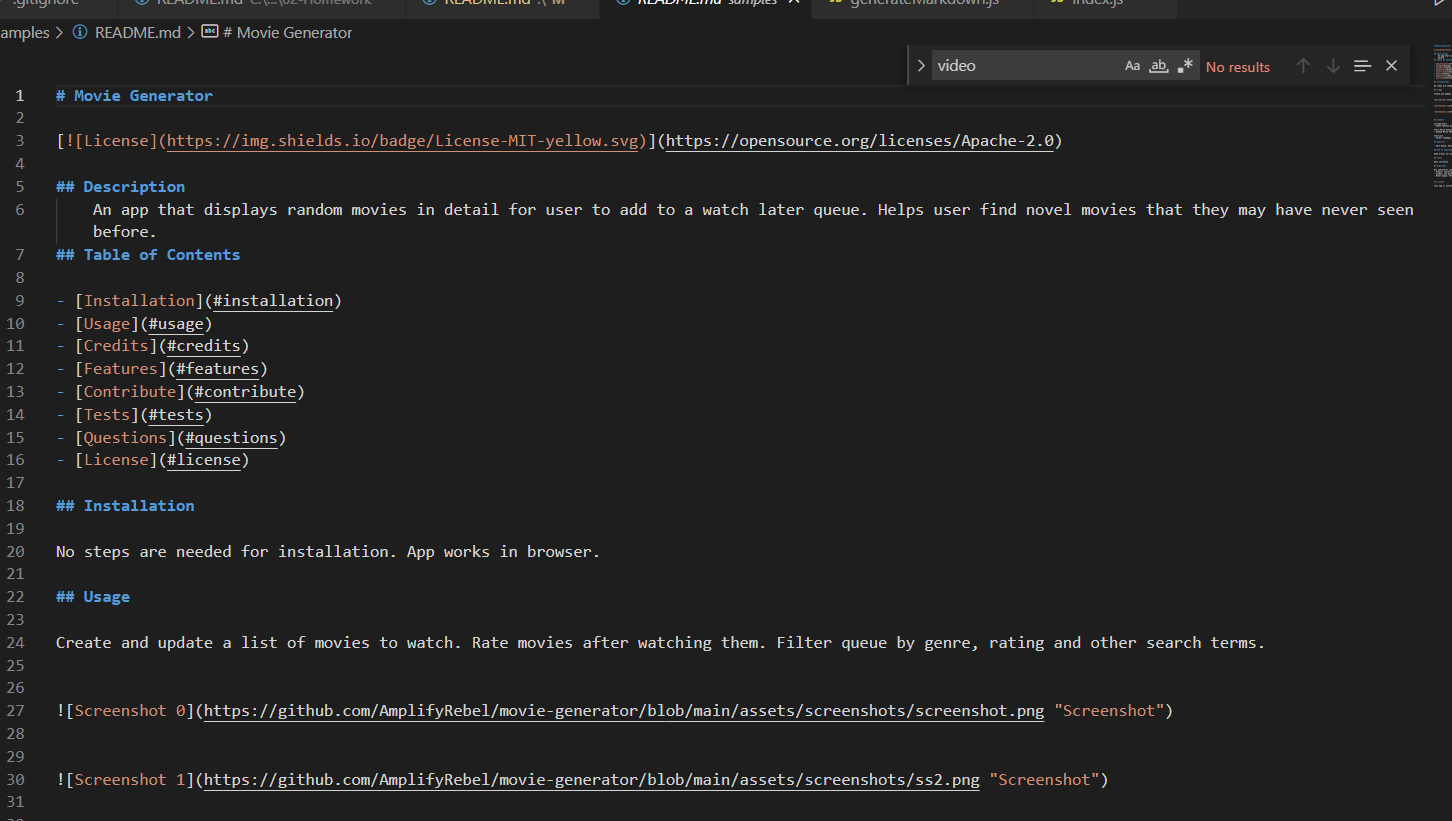 .gitignore README.md C:\...\02-Homework README.md .\ M README.md samples generateMarkdown.js index.js
amples > README.md > # Movie Generator
video Aa ab .* No results
1 # Movie Generator
2
3 [![License](https://img.shields.io/badge/License-MIT-yellow.svg)](https://opensource.org/licenses/Apache-2.0)
4
5 ## Description
6 An app that displays random movies in detail for user to add to a watch later queue. Helps user find novel movies that they may have never seen
before.
7 ## Table of Contents
8
9 - [Installation](#installation)
10 - [Usage](#usage)
11 - [Credits](#credits)
12 - [Features](#features)
13 - [Contribute](#contribute)
14 - [Tests](#tests)
15 - [Questions](#questions)
16 - [License](#license)
17
18 ## Installation
19
20 No steps are needed for installation. App works in browser.
21
22 ## Usage
23
24 Create and update a list of movies to watch. Rate movies after watching them. Filter queue by genre, rating and other search terms.
25
26
27 ![Screenshot 0](https://github.com/AmplifyRebel/movie-generator/blob/main/assets/screenshots/screenshot.png "Screenshot")
28
29
30 ![Screenshot 1](https://github.com/AmplifyRebel/movie-generator/blob/main/assets/screenshots/ss2.png "Screenshot")
31